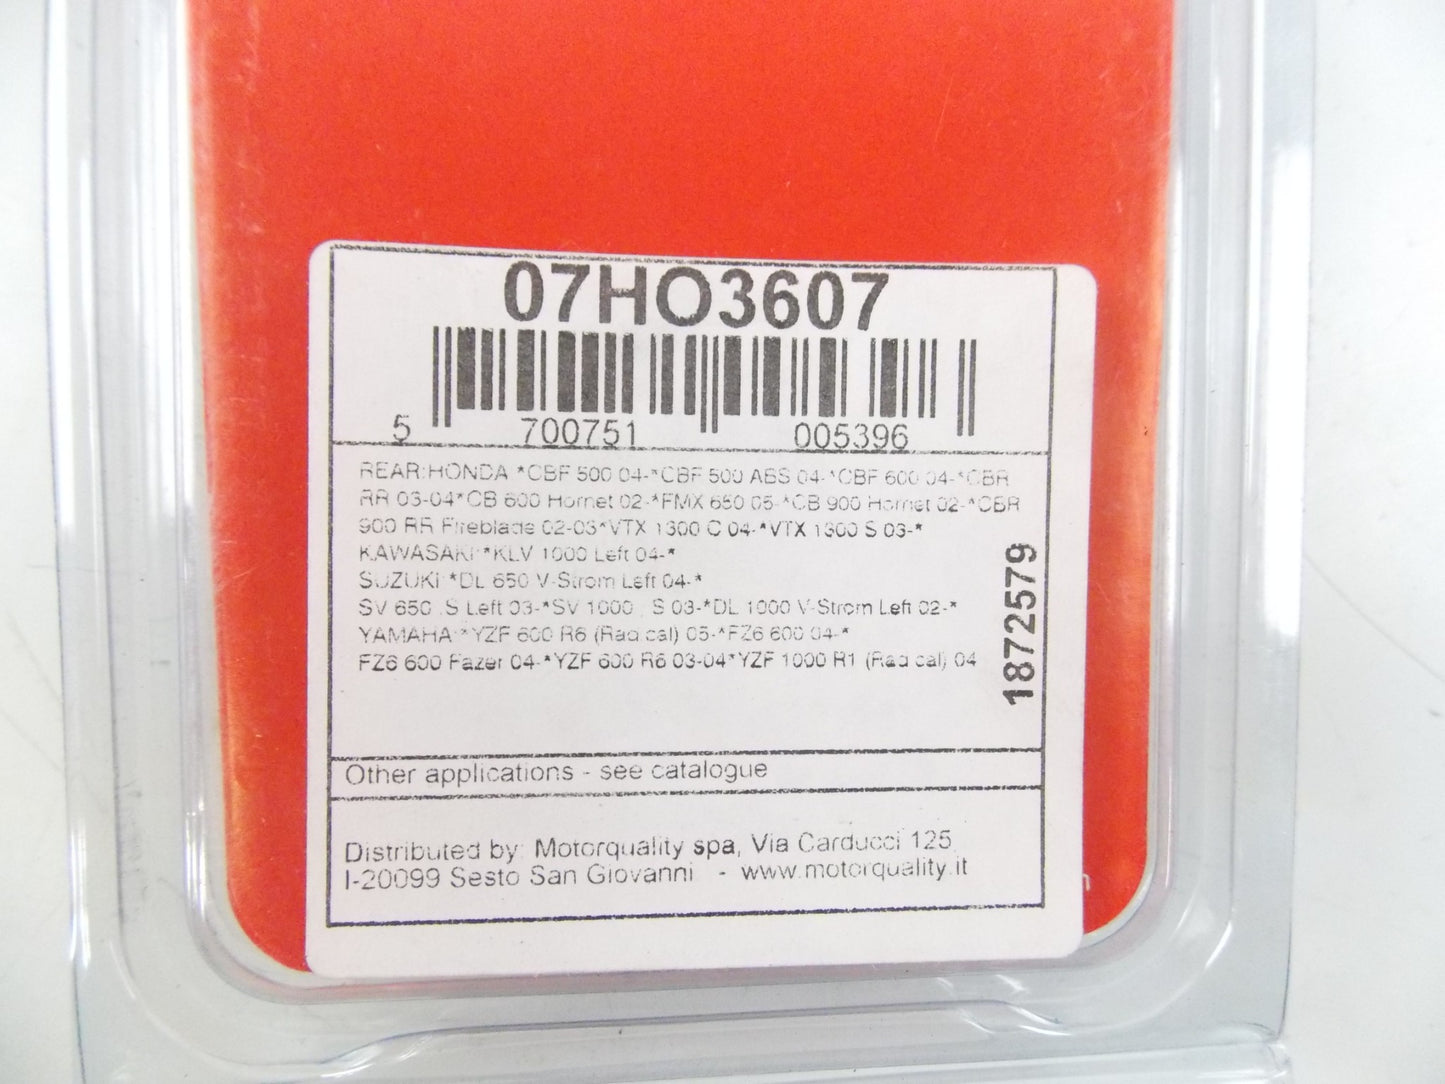 07HO3607
5 700751 005396
REAR:HONDA *CBF 500 04-*CBF 500 ABS 04-*CBF 600 04-*CBR
RR 03-04*CB 600 Hornet 02-*FMX 650 05-*CB 900 Hornet 02-*CBR
900 RR Fireblade 02-03*VTX 1300 C 04-*VTX 1300 S 03-*
KAWASAKI:*KLV 1000 Left 04-*
SUZUKI:*DL 650 V-Strom Left 04-*
SV 650 .S Left 03-*SV 1000 , S 03-*DL 1000 V-Strom Left 02-*
YAMAHA:*YZF 600 R6 (Radical) 05-*FZ6 600 04-*
FZ6 600 Fazer 04-*YZF 600 R6 03-04*YZF 1000 R1 (Radical) 04
1872579
Other applications - see catalogue
Distributed by: Motorquality spa, Via Carducci 125,
I-20099 Sesto San Giovanni - www.motorquality.it